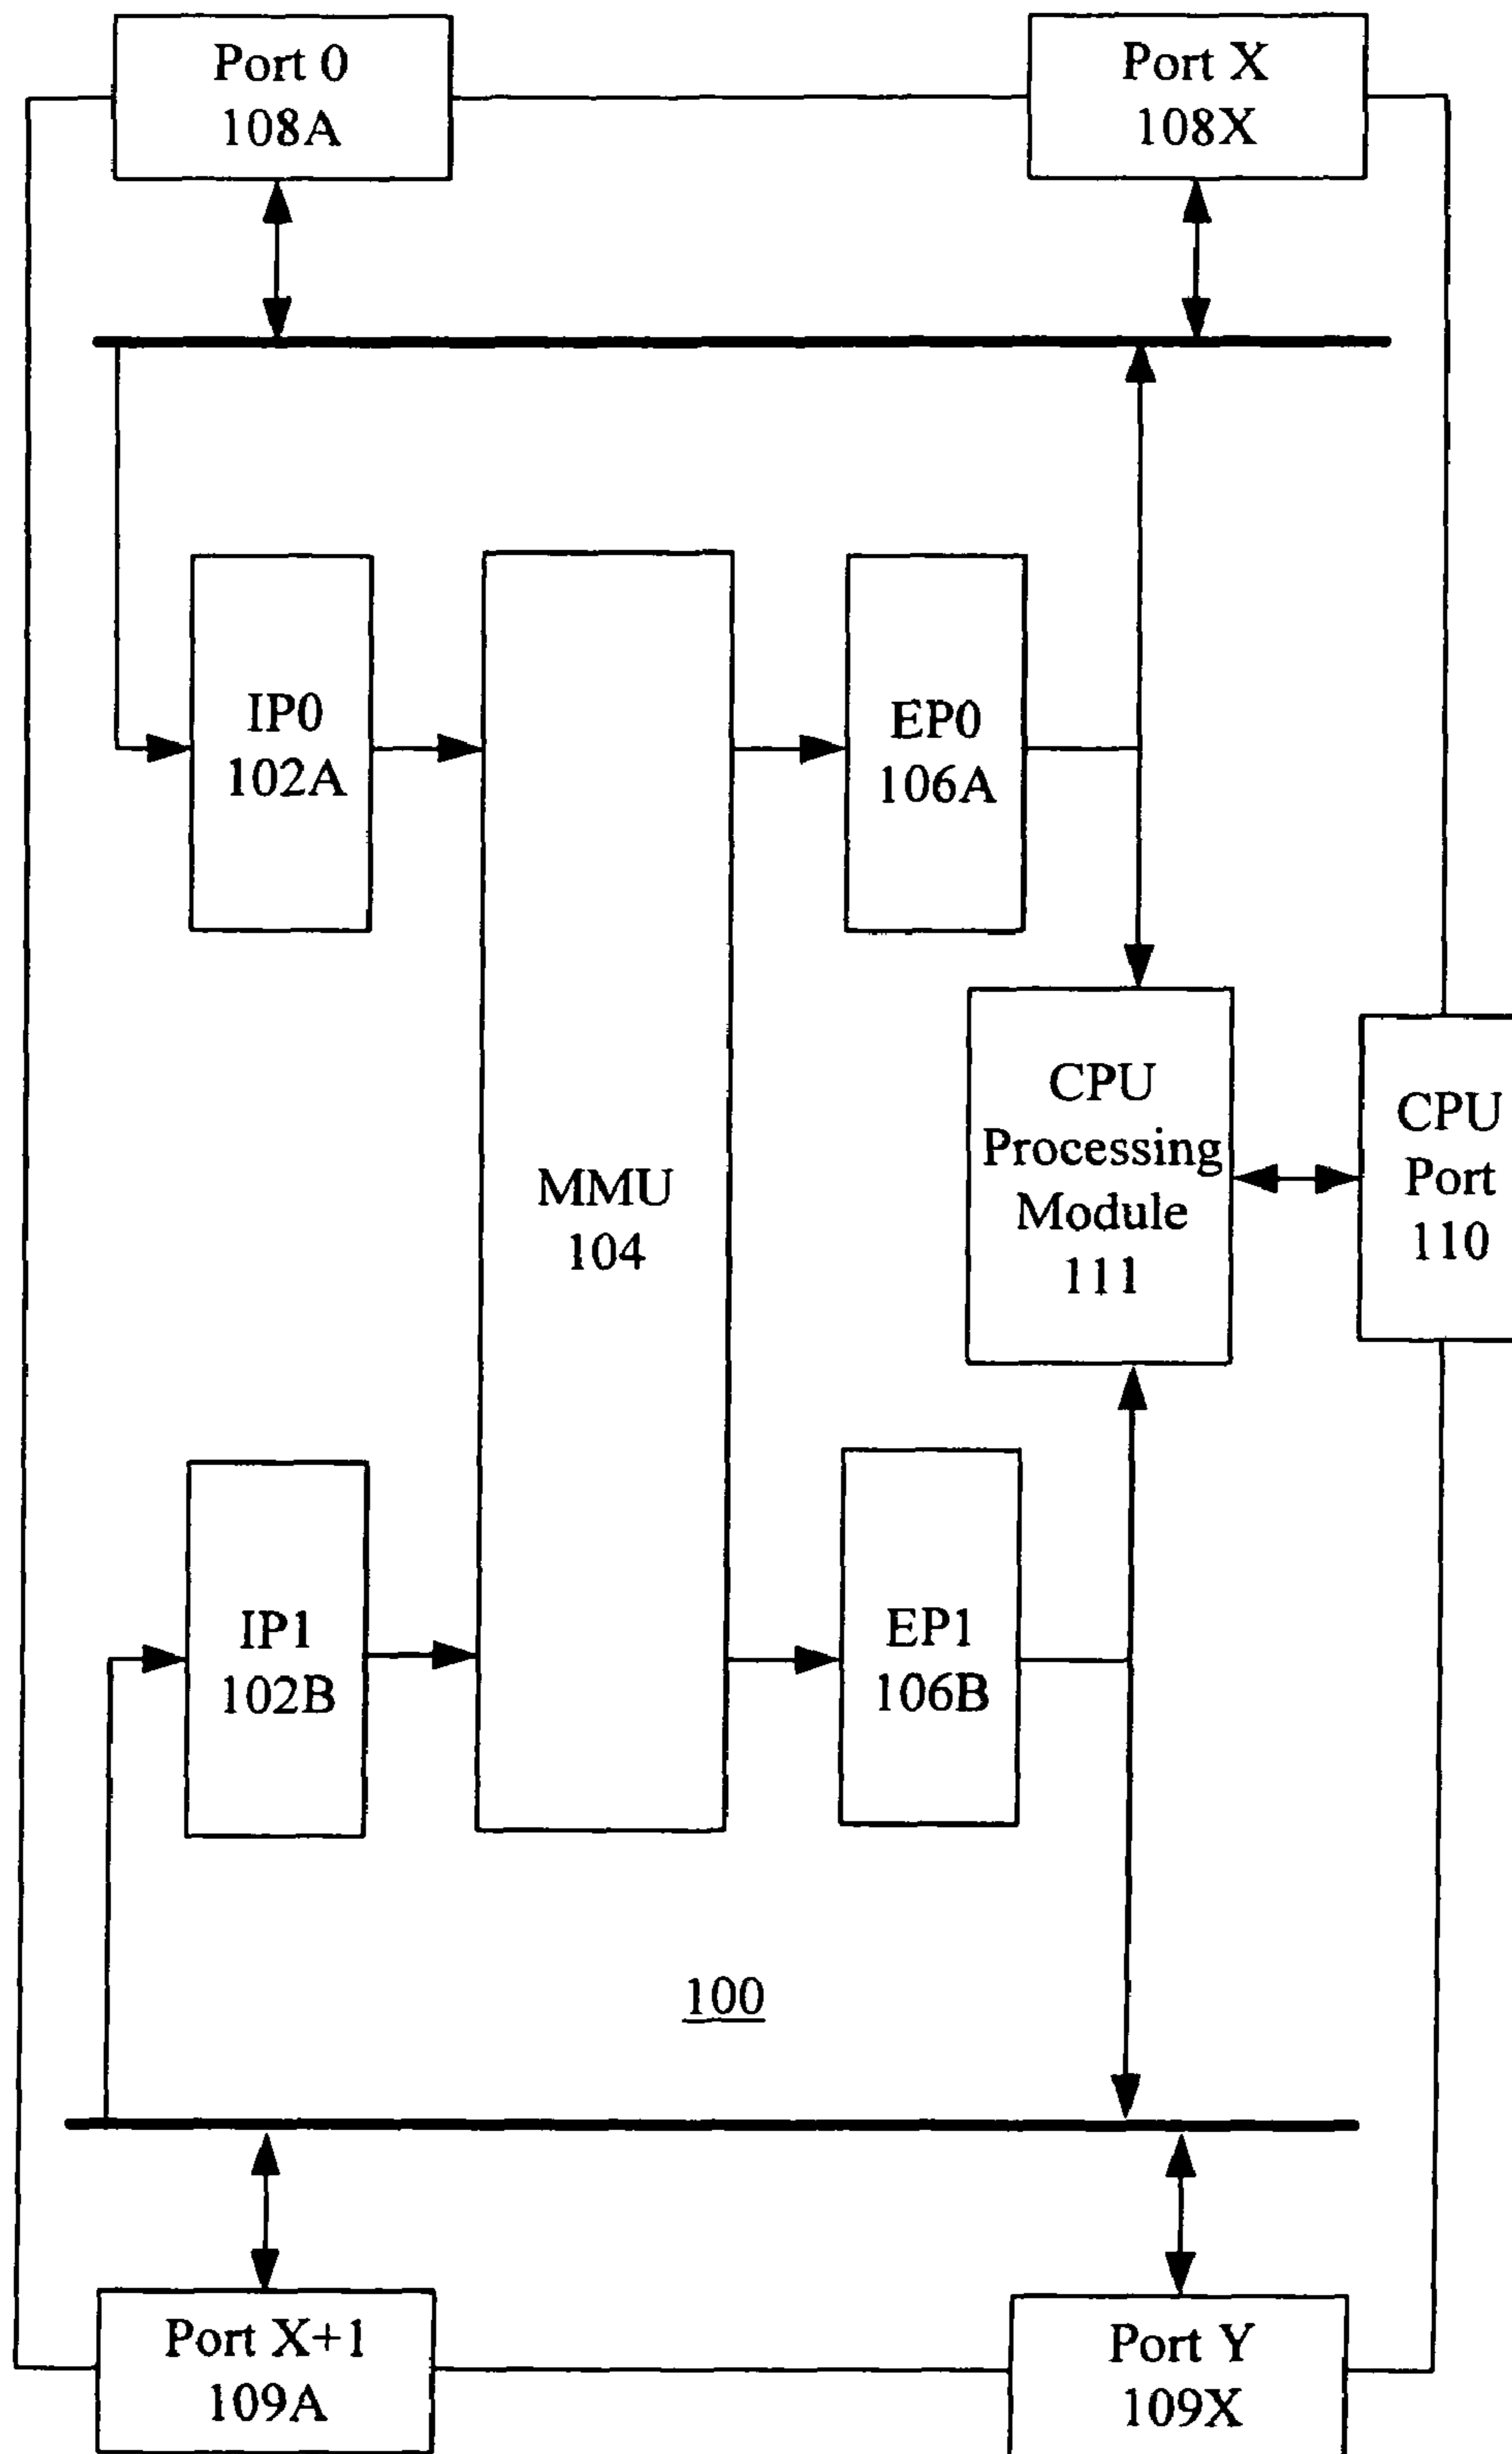 Port 0
108A
Port X
108X
IP0
102A
EP0
106A
MMU
104
CPU
Processing
Module
111
CPU
Port
110
IP1
102B
EP1
106B
100
Port X+1
109A
Port Y
109X